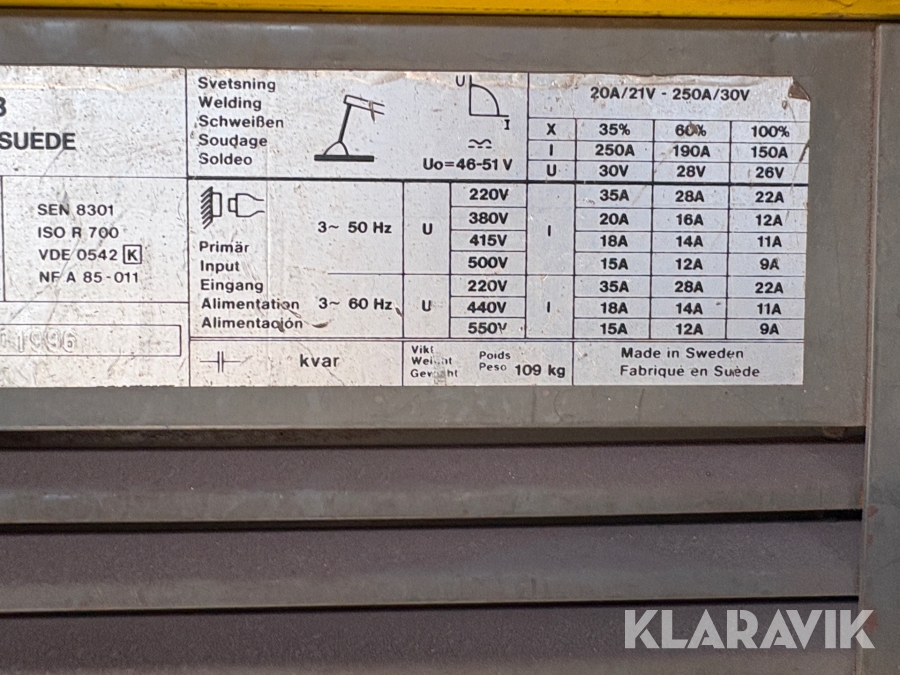 SUEDE
SEN 8301
ISO R 700
VDE 0542 K
NF A 85-011
1996
Svetsning
Welding
Schweißen
Soudage
Soldeo
U
I
Uo=46-51 V
20A/21V - 250A/30V
X 35% 60% 100%
I 250A 190A 150A
U 30V 28V 26V
Primär
Input
Eingang
Alimentation
Alimentación
3~ 50 Hz U I
220V 35A 28A 22A
380V 20A 16A 12A
415V 18A 14A 11A
500V 15A 12A 9A
3~ 60 Hz U I
220V 35A 28A 22A
440V 18A 14A 11A
550V 15A 12A 9A
kvar
Vikt Poids
Weight Peso 109 kg
Gewicht
Made in Sweden
Fabriqué en Suède
KLARAVIK